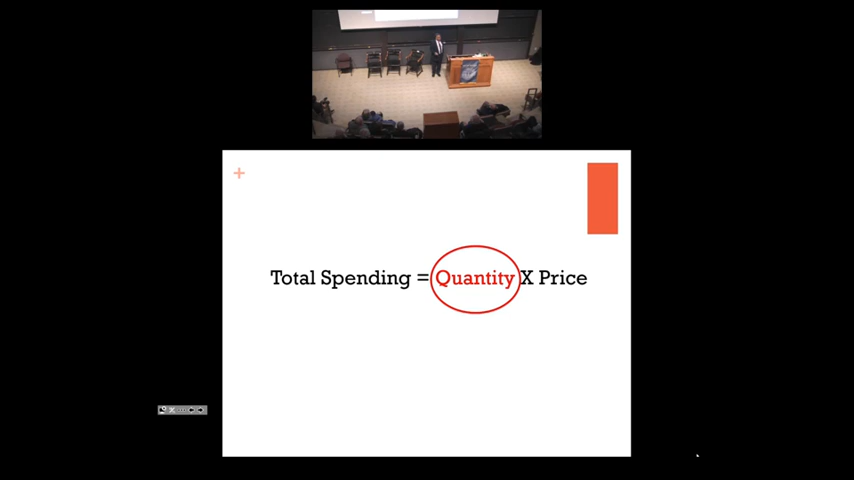 +
Total Spending = Quantity X Price